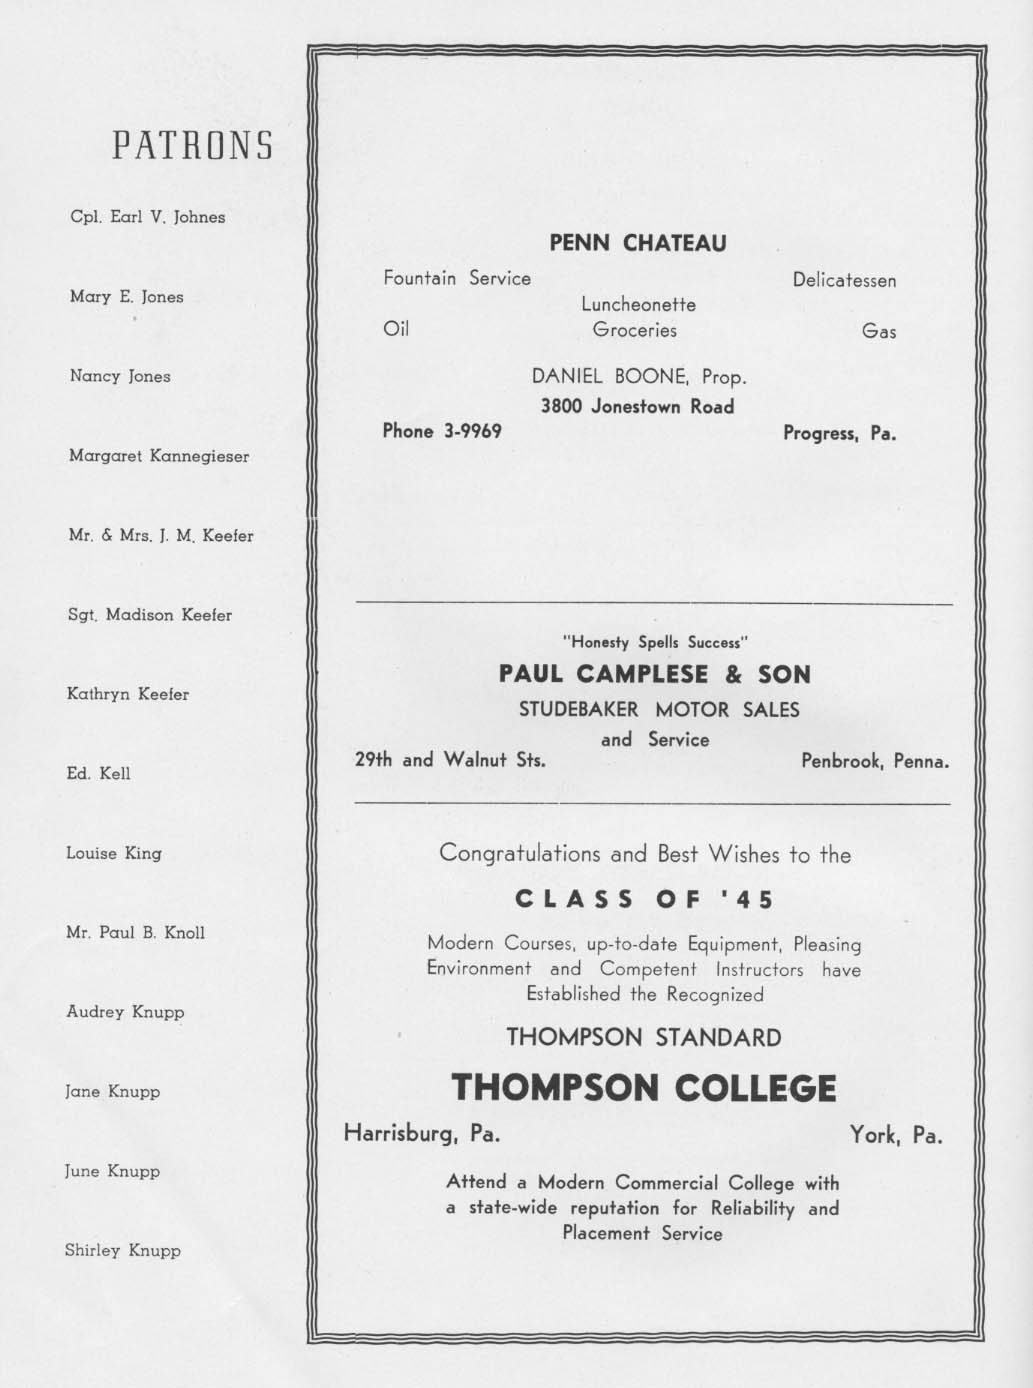 PATRONS
Cpl. Earl V. Johnes
Mary E. Jones
Nancy Jones
Margaret Kannegieser
Mr. & Mrs. J. M. Keefer
Sgt. Madison Keefer
Kathryn Keefer
Ed. Kell
Louise King
Mr. Paul B. Knoll
Audrey Knupp
Jane Knupp
June Knupp
Shirley Knupp
PENN CHATEAU
Fountain Service Delicatessen
Luncheonette
Oil Groceries Gas
DANIEL BOONE, Prop.
3800 Jonestown Road
Phone 3-9969 Progress, Pa.
"Honesty Spells Success"
PAUL CAMPLESE & SON
STUDEBAKER MOTOR SALES
and Service
29th and Walnut Sts. Penbrook, Penna.
Congratulations and Best Wishes to the
CLASS OF '45
Modern Courses, up-to-date Equipment, Pleasing
Environment and Competent Instructors have
Established the Recognized
THOMPSON STANDARD
THOMPSON COLLEGE
Harrisburg, Pa. York, Pa.
Attend a Modern Commercial College with
a state-wide reputation for Reliability and
Placement Service